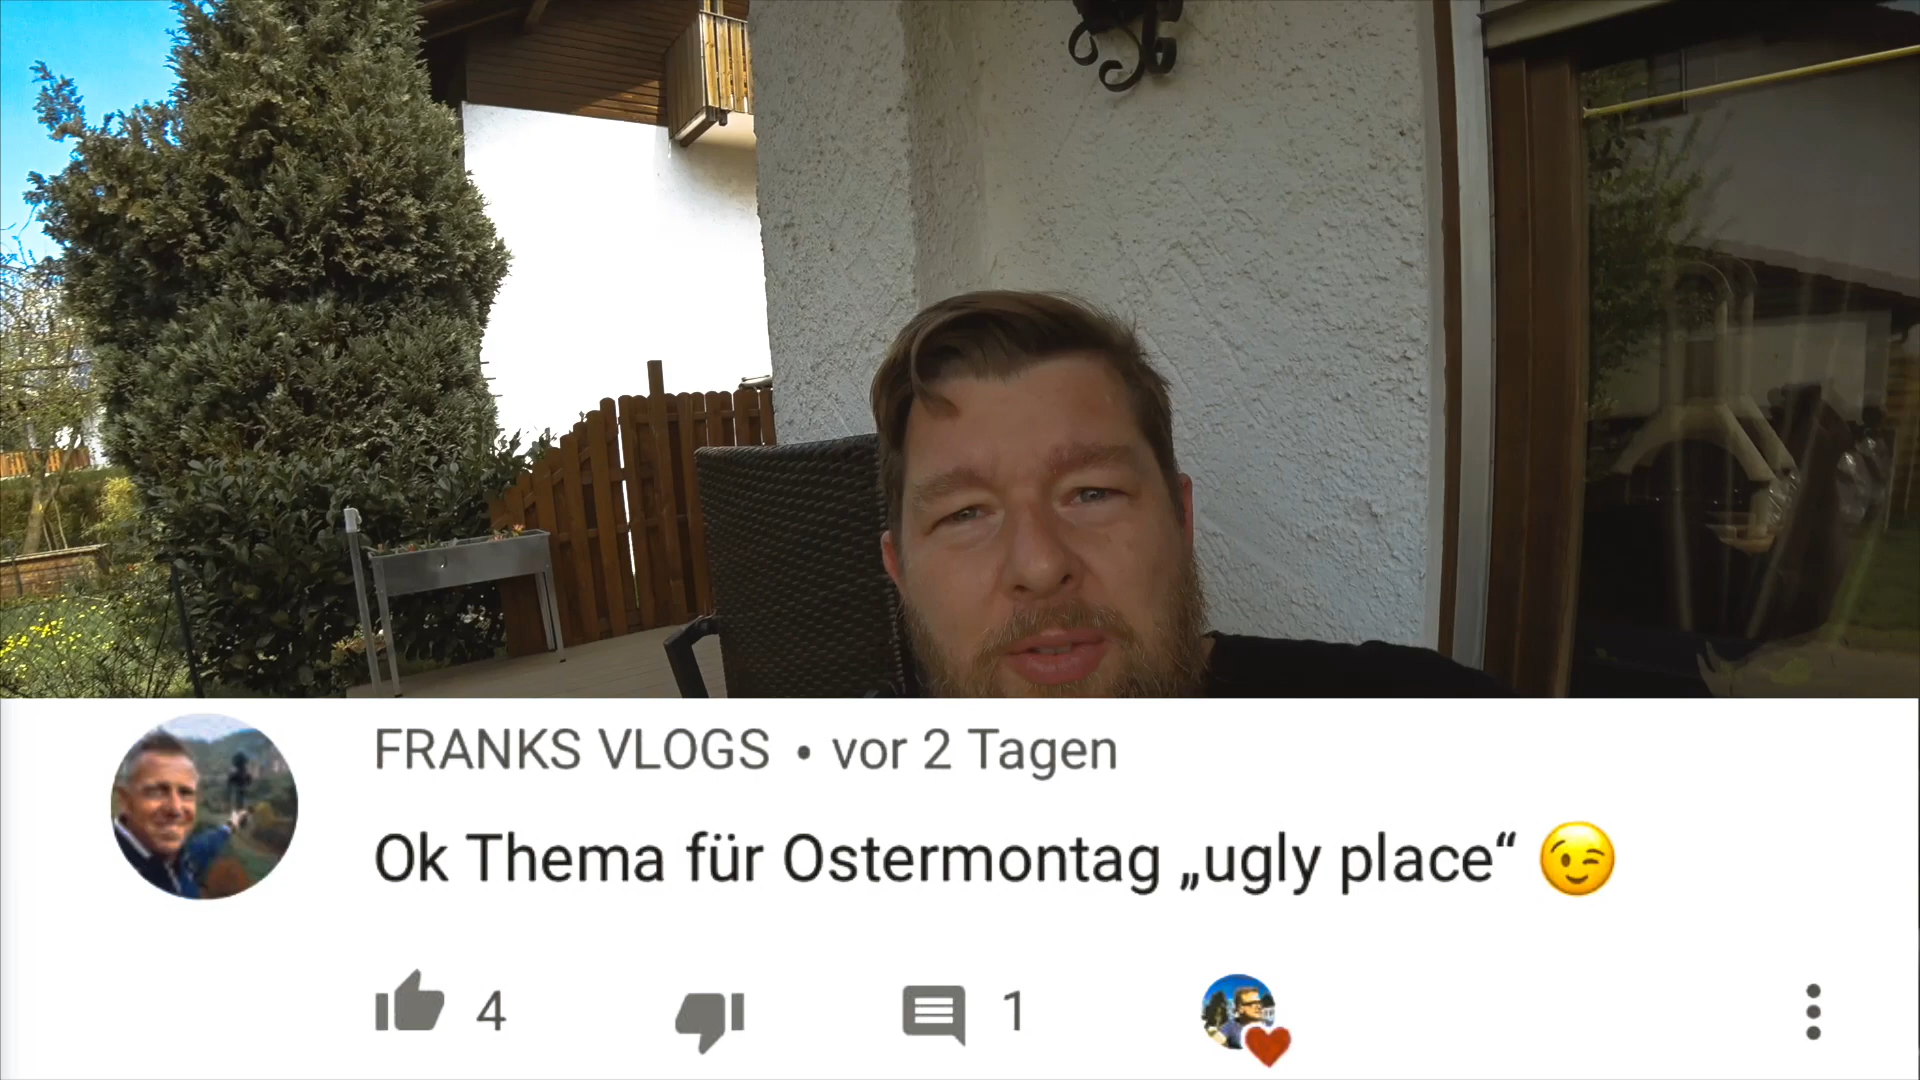 FRANKS VLOGS • vor 2 Tagen
Ok Thema für Ostermontag „ugly place“ 😉
4
1